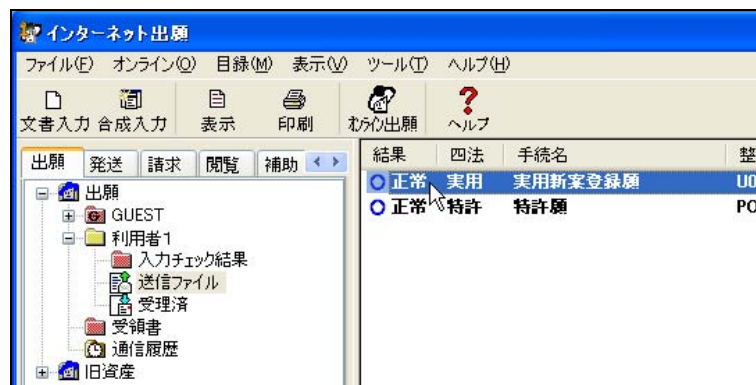 インターネット出願
ファイル(F) オンライン(O) 目録(M) 表示(V) ツール(T) ヘルプ(H)
文書入力 合成入力 表示 印刷 オンライン出願 ヘルプ
出願 発送 請求 閲覧 補助
結果 四法 手続名 整
正常 実用 実用新案登録願 U0
正常 特許 特許願 PO
出願
GUEST
利用者1
入力チェック結果
送信ファイル
受理済
受領書
通信履歴
旧資産